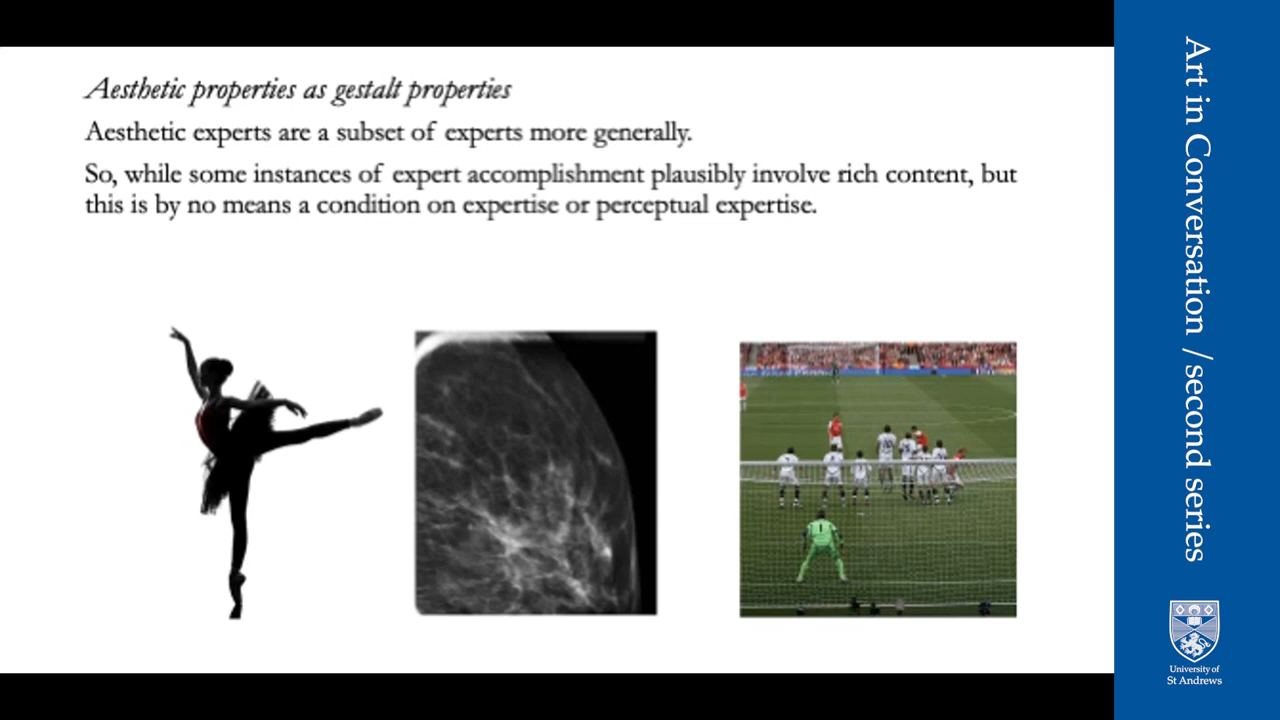 Aesthetic properties as gestalt properties
Aesthetic experts are a subset of experts more generally.
So, while some instances of expert accomplishment plausibly involve rich content, but
this is by no means a condition on expertise or perceptual expertise.
Art in Conversation / second series
University of
St Andrews